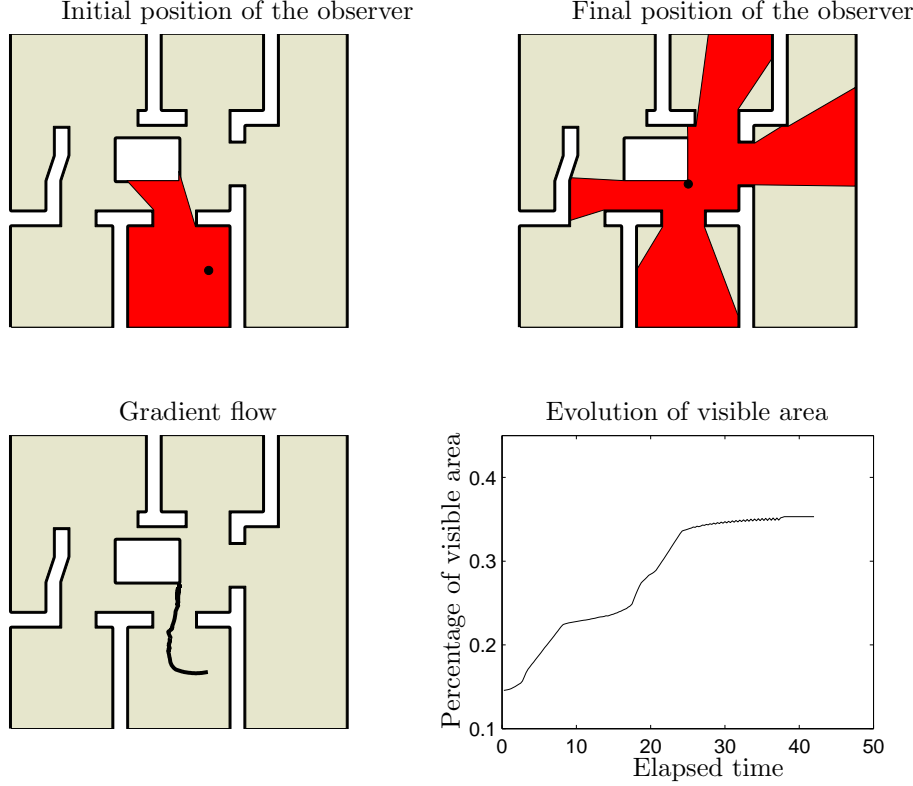 Initial position of the observer
Final position of the observer
Gradient flow
Evolution of visible area
Percentage of visible area
0.4
0.3
0.2
0.1
0 10 20 30 40 50
Elapsed time